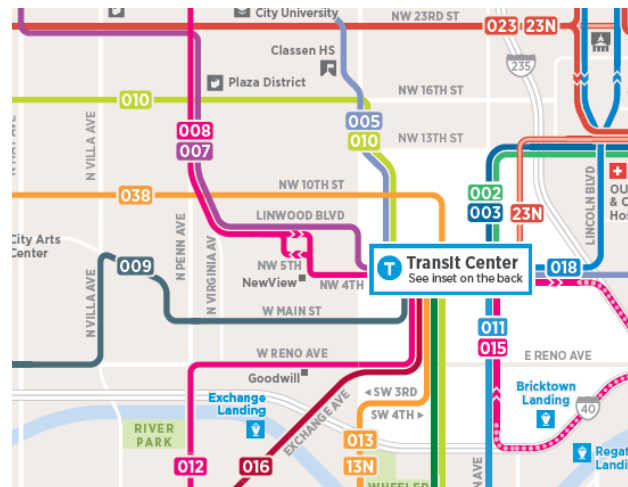 City University
NW 23RD ST
023
23N
Classen HS
235
Plaza District
NW 16TH ST
010
N VILLA AVE
008
007
005
010
NW 13TH ST
002
003
23N
LINCOLN BLVD
OU
& C
Hos
038
NW 10TH ST
LINWOOD BLVD
City Arts
Center
009
N PENN AVE
N VIRGINIA AV
NW 5TH
NewView
NW 4TH
T
Transit Center
See inset on the back
018
N VILLA AVE
W MAIN ST
011
015
W RENO AVE
E RENO AVE
Goodwill
Exchange
Landing
EXCHANGE AVE
SW 3RD
SW 4TH
Bricktown
Landing
40
RIVER
PARK
013
13N
012
016
WHEELER
N AVE
Regat
Landi